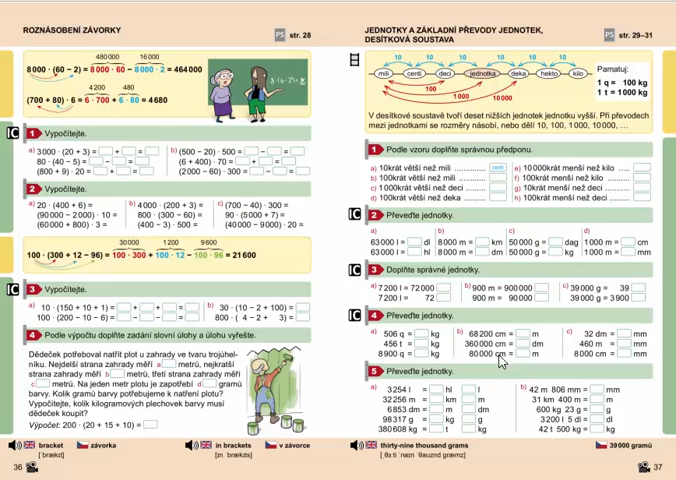 ROZNÁSOBENÍ ZÁVORKY
PS str. 28
480 000 16 000
8 000 · (60 − 2) = 8 000 · 60 − 8 000 · 2 = 464 000
4 200 480
(700 + 80) · 6 = 6 · 700 + 6 · 80 = 4 680
IC 1 Vypočítejte.
a) 3 000 · (20 + 3) = + =
80 · (40 − 5) = − =
(800 + 9) · 20 = + =
b) (500 − 20) · 500 = − =
(6 + 400) · 70 = + =
(2 000 − 60) · 300 = − =
2 Vypočítejte.
a) 20 · (400 + 6) =
(90 000 − 2 000) · 10 =
(60 000 + 800) · 3 =
b) 4 000 · (200 + 3) =
800 · (300 − 60) =
(400 − 3) · 500 =
c) (700 − 40) · 300 =
90 · (5 000 + 7) =
(40 000 − 9 000) · 20 =
30 000 1 200 9 600
100 · (300 + 12 − 96) = 100 · 300 + 100 · 12 − 100 · 96 = 21 600
IC 3 Vypočítejte.
a) 10 · (150 + 10 + 1) = + + =
100 · (200 − 10 − 6) = − − =
b) 30 · (10 − 2 + 100) =
800 · ( 4 − 2 + 3) =
4 Podle výpočtu doplňte zadání slovní úlohy a úlohu vyřešte.
Dědeček potřeboval natřít plot u zahrady ve tvaru trojúhel-
níku. Nejdelší strana zahrady měří a metrů, nejkratší
strana zahrady měří b metrů, třetí strana zahrady měří
c metrů. Na jeden metr plotu je zapotřebí d gramů
barvy. Kolik gramů barvy potřebujeme k natření plotu?
Vypočítejte, kolik kilogramových plechovek barvy musí
dědeček koupit?
Výpočet: 200 · (20 + 15 + 10) =
bracket závorka in brackets v závorce
36
JEDNOTKY A ZÁKLADNÍ PŘEVODY JEDNOTEK,
DESÍTKOVÁ SOUSTAVA
PS str. 29–31
10 10 10 10 10 10
mili centi deci jednotka deka hekto kilo
100
1 000 10 000
Pamatuj:
1 q = 100 kg
1 t = 1 000 kg
V desítkové soustavě tvoří deset nižších jednotek jednotku vyšší. Při převodech
mezi jednotkami se rozměry násobí, nebo dělí 10, 100, 1 000, 10 000, …
1 Podle vzoru doplňte správnou předponu.
a) 10krát větší než mili ............. centi
b) 100krát větší než mili ...........
c) 1 000krát větší než deci ..........
d) 100krát větší než deka ...........
e) 10 000krát menší než kilo .....
f) 100krát menší než kilo .........
g) 10krát menší než deci ..........
h) 100krát menší než deci ........
IC 2 Převeďte jednotky.
a)
63 000 l = dl
63 000 l = hl
b)
8 000 m = km
8 000 m = dm
c)
50 000 g = dag
50 000 g = kg
d)
1 000 m = cm
1 000 m = mm
IC 3 Doplňte správné jednotky.
a) 7 200 l = 72 000
7 200 l = 72
b) 900 m = 900 000
900 m = 90 000
c) 39 000 g = 39
39 000 g = 3 900
IC 4 Převeďte jednotky.
a) 506 q = kg
456 t = kg
8 900 q = kg
b) 68 200 cm = m
360 000 cm = dm
80 000 cm = m
c) 32 dm = mm
460 m = mm
8 000 cm = mm
5 Převeďte jednotky.
a)
3 254 l = hl l
32 256 m = km m
6 853 dm = m dm
98 317 g = kg g
380 608 kg = t kg
b) 42 m 806 mm = mm
31 km 400 m = m
600 kg 23 g = g
3 200 l 5 dl = dl
42 t 500 kg = kg
thirty-nine thousand grams 39 000 gramů
37